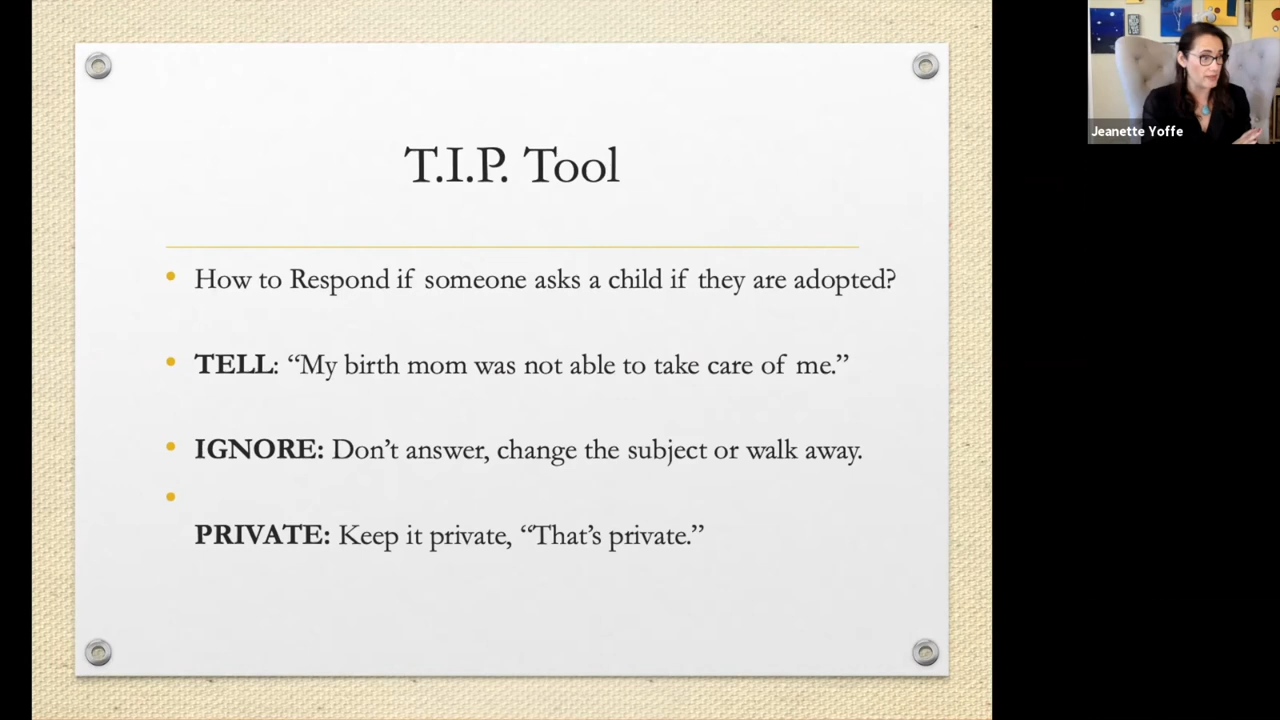 T.I.P. Tool
• How to Respond if someone asks a child if they are adopted?
• TELL: “My birth mom was not able to take care of me.”
• IGNORE: Don’t answer, change the subject or walk away.
•
PRIVATE: Keep it private, “That’s private.”
Jeanette Yoffe